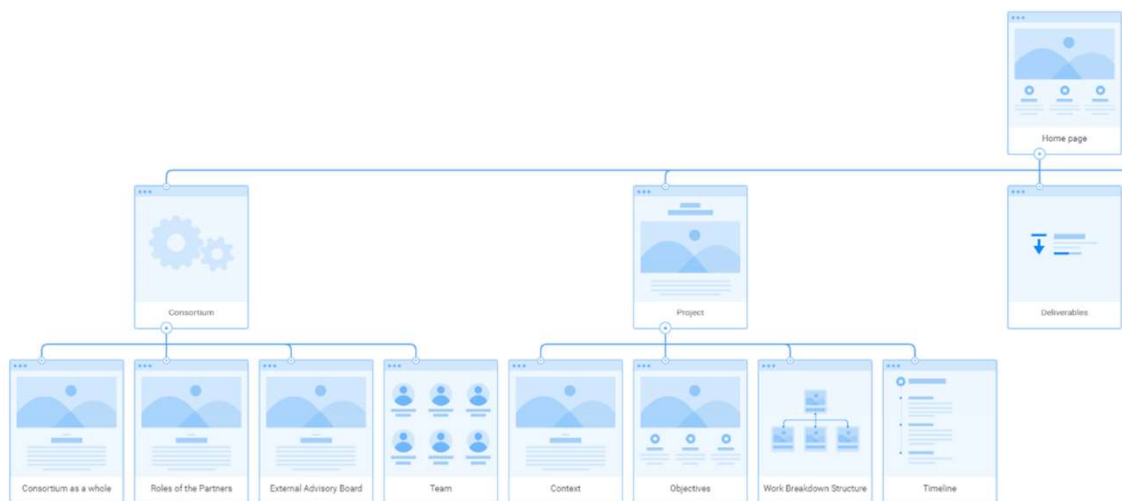 Home page
Consortium
Project
Deliverables
Consortium as a whole
Roles of the Partners
External Advisory Board
Team
Context
Objectives
Work Breakdown Structure
Timeline